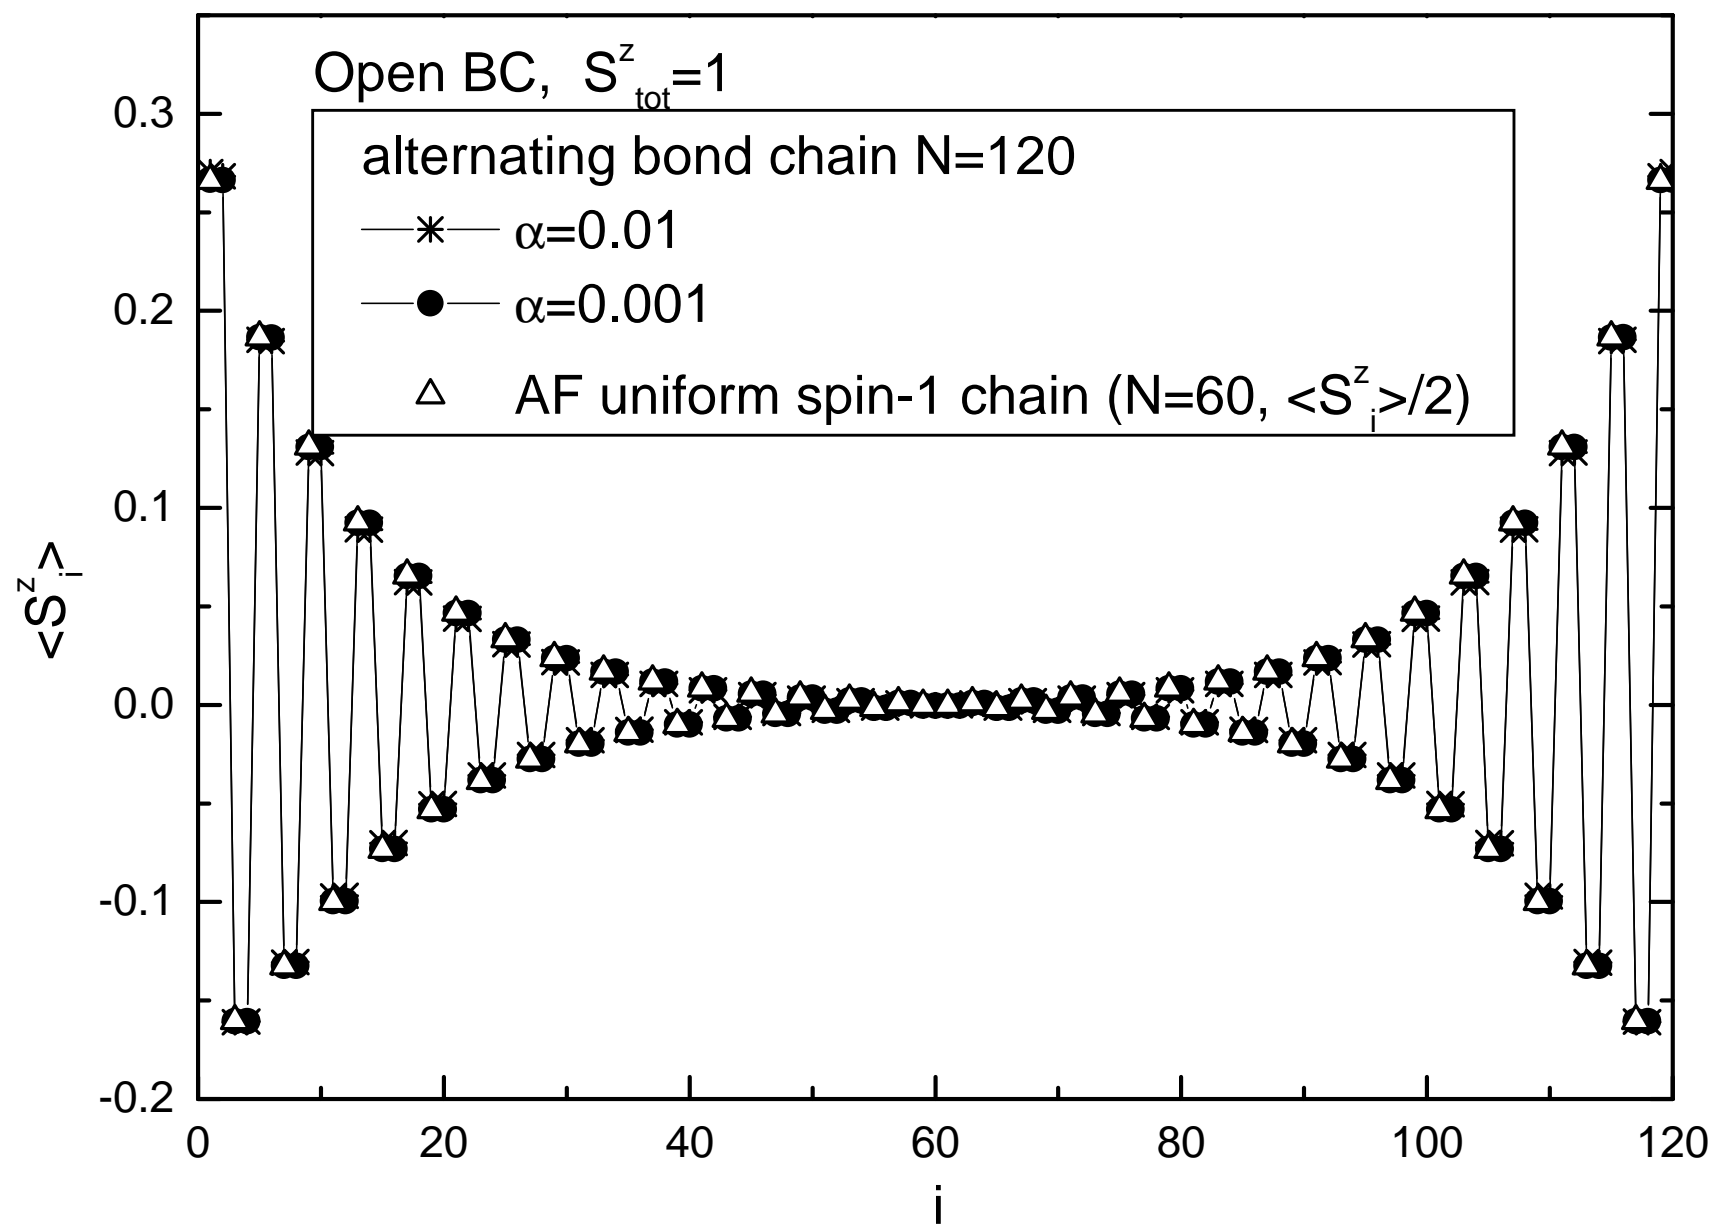 Open BC, S^z_tot=1
alternating bond chain N=120
α=0.01
α=0.001
AF uniform spin-1 chain (N=60, <S^z_i>/2)
0.3
0.2
0.1
0.0
-0.1
-0.2
<S^z_i>
0 20 40 60 80 100 120
i